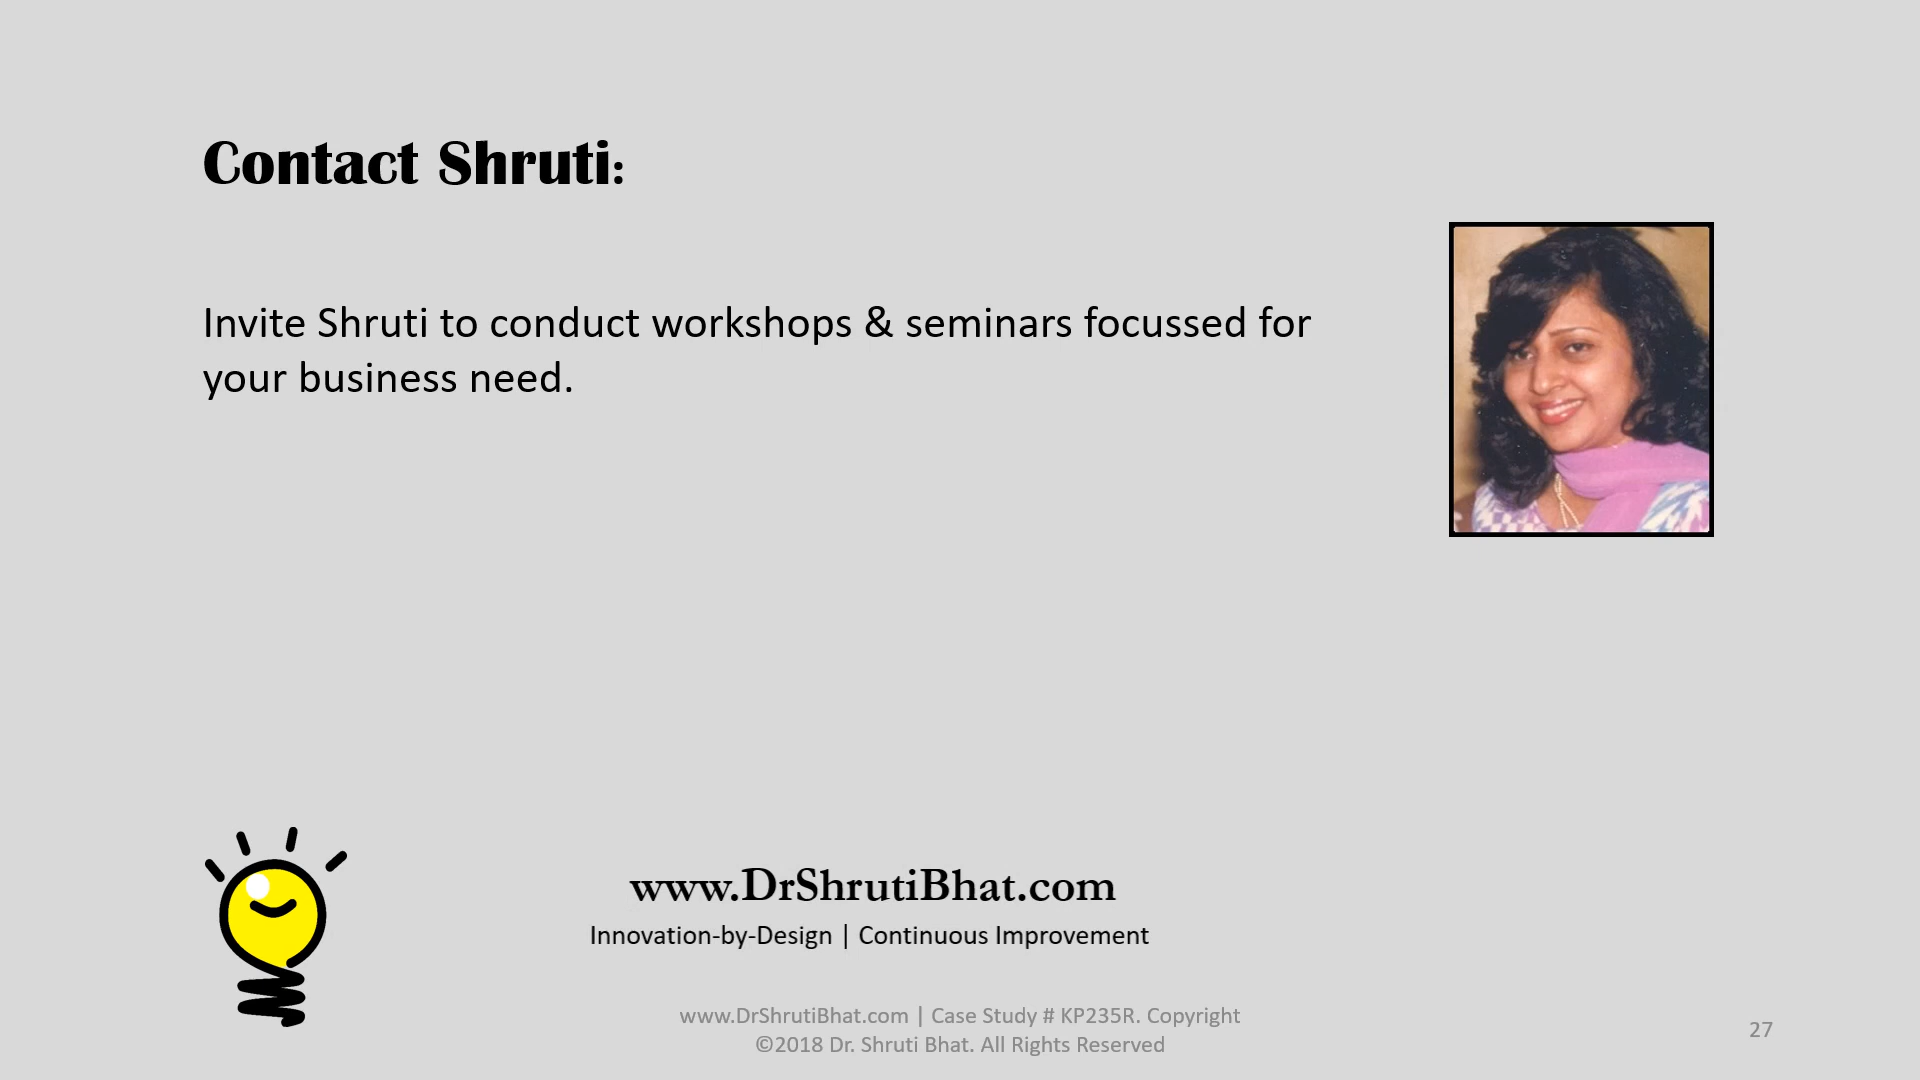 Contact Shruti:
Invite Shruti to conduct workshops & seminars focussed for
your business need.
www.DrShrutiBhat.com
Innovation-by-Design | Continuous Improvement
www.DrShrutiBhat.com | Case Study # KP235R. Copyright
©2018 Dr. Shruti Bhat. All Rights Reserved
27